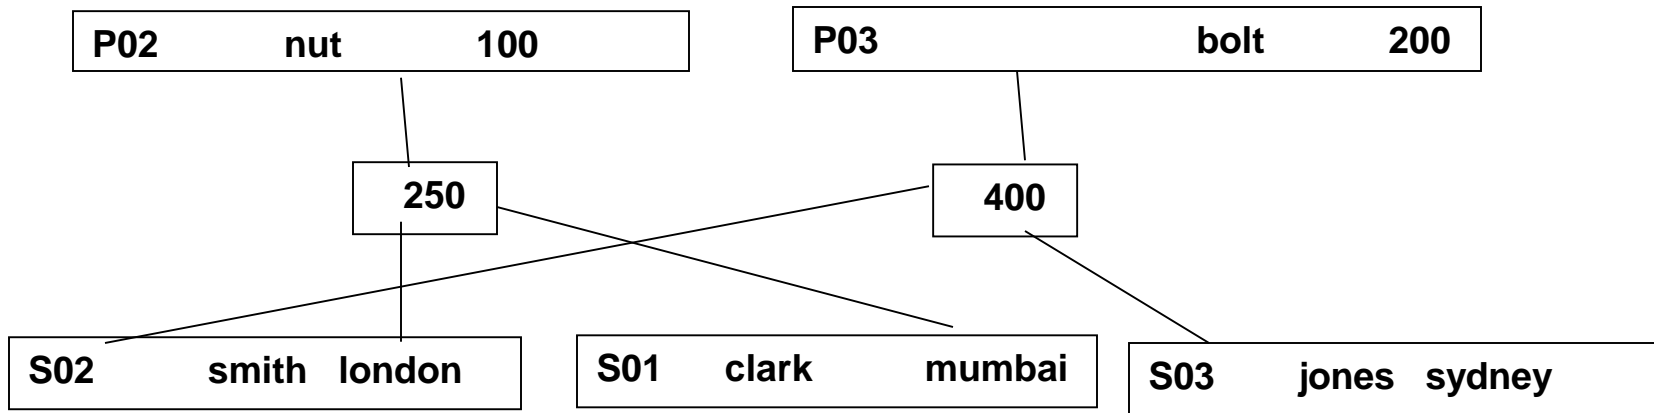 P02 nut 100
P03 bolt 200
250
400
S02 smith london
S01 clark mumbai
S03 jones sydney